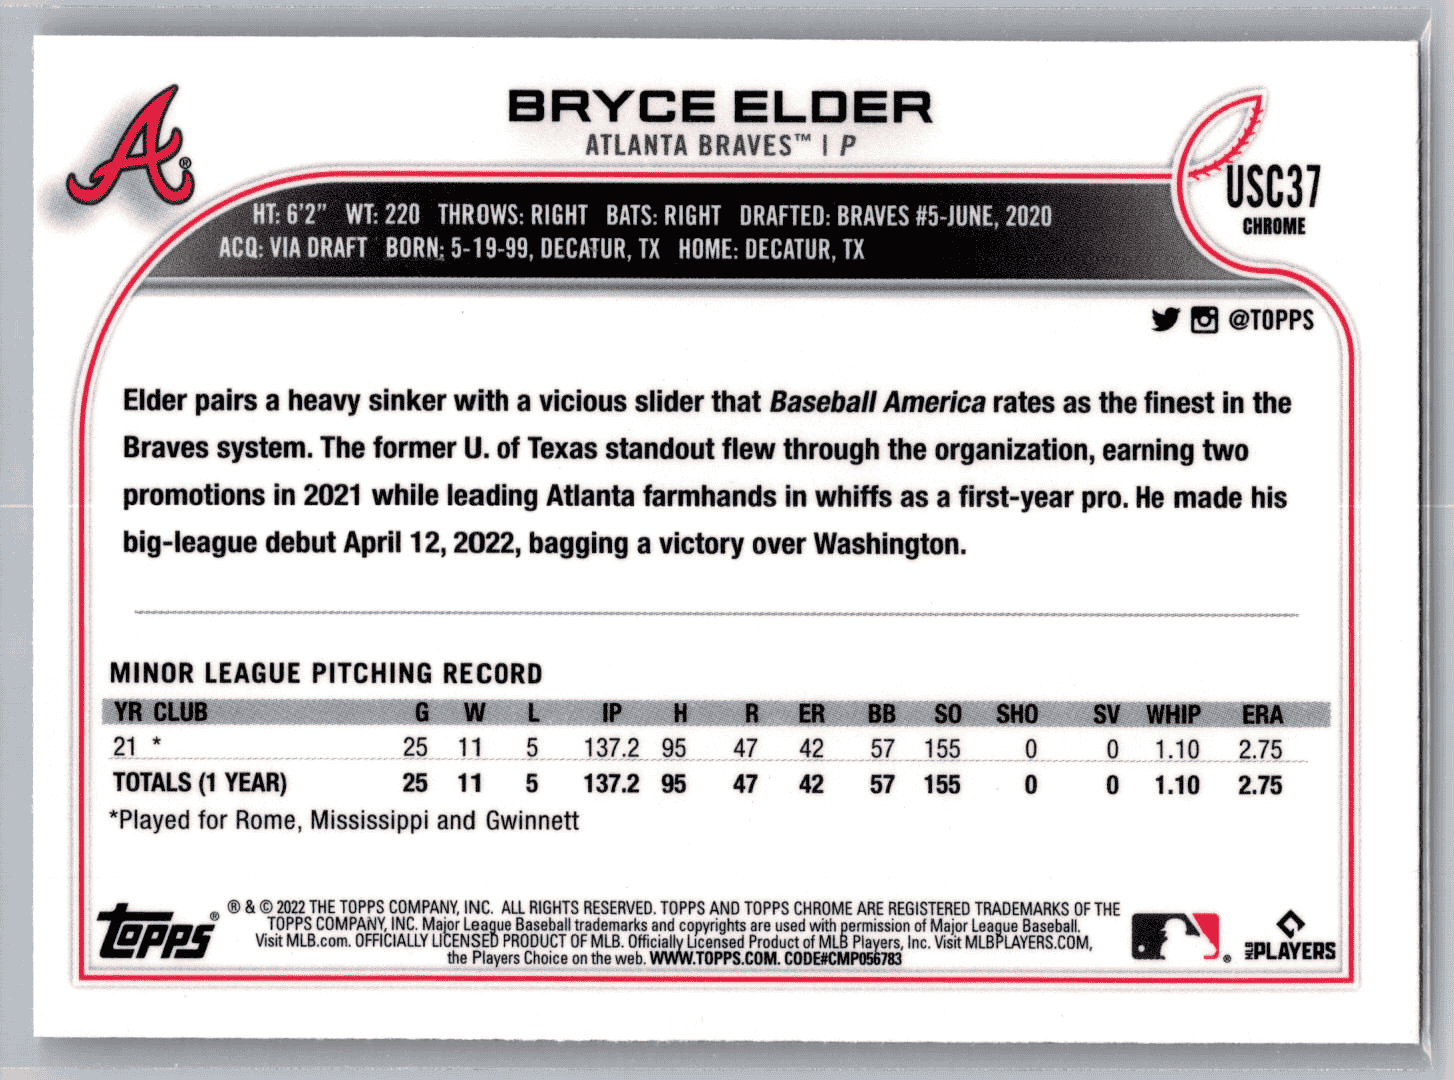 BRYCE ELDER
ATLANTA BRAVES™ | P
A®
USC37
CHROME
HT: 6'2" WT: 220 THROWS: RIGHT BATS: RIGHT DRAFTED: BRAVES #5-JUNE, 2020
ACQ: VIA DRAFT BORN: 5-19-99, DECATUR, TX HOME: DECATUR, TX
@TOPPS
Elder pairs a heavy sinker with a vicious slider that Baseball America rates as the finest in the
Braves system. The former U. of Texas standout flew through the organization, earning two
promotions in 2021 while leading Atlanta farmhands in whiffs as a first-year pro. He made his
big-league debut April 12, 2022, bagging a victory over Washington.
MINOR LEAGUE PITCHING RECORD
YR CLUB G W L IP H R ER BB SO SHO SV WHIP ERA
21 * 25 11 5 137.2 95 47 42 57 155 0 0 1.10 2.75
TOTALS (1 YEAR) 25 11 5 137.2 95 47 42 57 155 0 0 1.10 2.75
*Played for Rome, Mississippi and Gwinnett
Topps®
® & © 2022 THE TOPPS COMPANY, INC. ALL RIGHTS RESERVED. TOPPS AND TOPPS CHROME ARE REGISTERED TRADEMARKS OF THE
TOPPS COMPANY, INC. Major League Baseball trademarks and copyrights are used with permission of Major League Baseball.
Visit MLB.com. OFFICIALLY LICENSED PRODUCT OF MLB. Officially Licensed Product of MLB Players, Inc. Visit MLBPLAYERS.COM,
the Players Choice on the web. WWW.TOPPS.COM. CODE#CMP056783
®
MLB PLAYERS